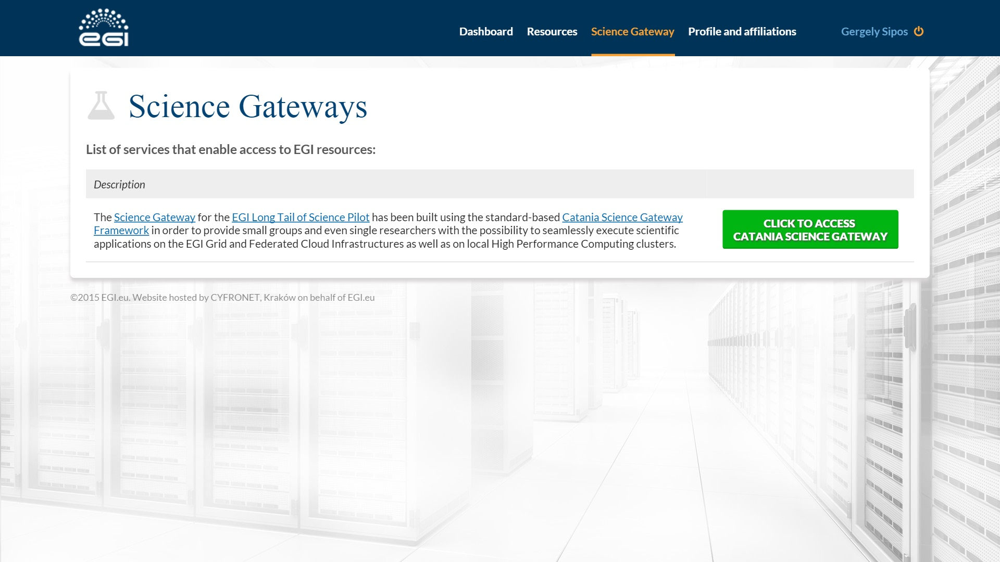 egi
Dashboard Resources Science Gateway Profile and affiliations Gergely Sipos
Science Gateways
List of services that enable access to EGI resources:
Description
The Science Gateway for the EGI Long Tail of Science Pilot has been built using the standard-based Catania Science Gateway
Framework in order to provide small groups and even single researchers with the possibility to seamlessly execute scientific
applications on the EGI Grid and Federated Cloud Infrastructures as well as on local High Performance Computing clusters.
CLICK TO ACCESS
CATANIA SCIENCE GATEWAY
©2015 EGI.eu. Website hosted by CYFRONET, Kraków on behalf of EGI.eu